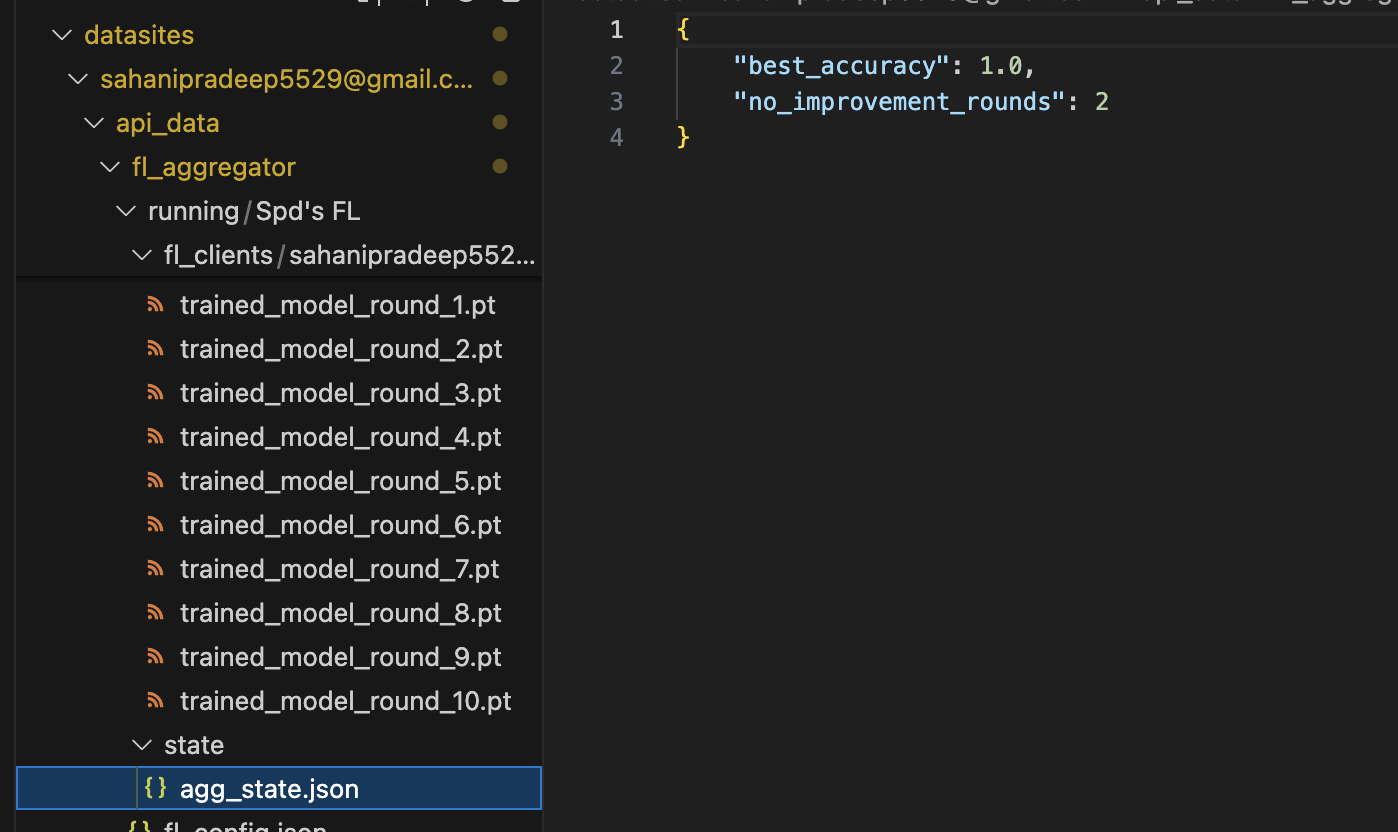 datasites
sahanipradeep5529@gmail.c...
api_data
fl_aggregator
running/Spd's FL
fl_clients/sahanipradeep552...
trained_model_round_1.pt
trained_model_round_2.pt
trained_model_round_3.pt
trained_model_round_4.pt
trained_model_round_5.pt
trained_model_round_6.pt
trained_model_round_7.pt
trained_model_round_8.pt
trained_model_round_9.pt
trained_model_round_10.pt
state
{} agg_state.json
{} fl_config.json
1 {
2 "best_accuracy": 1.0,
3 "no_improvement_rounds": 2
4 }